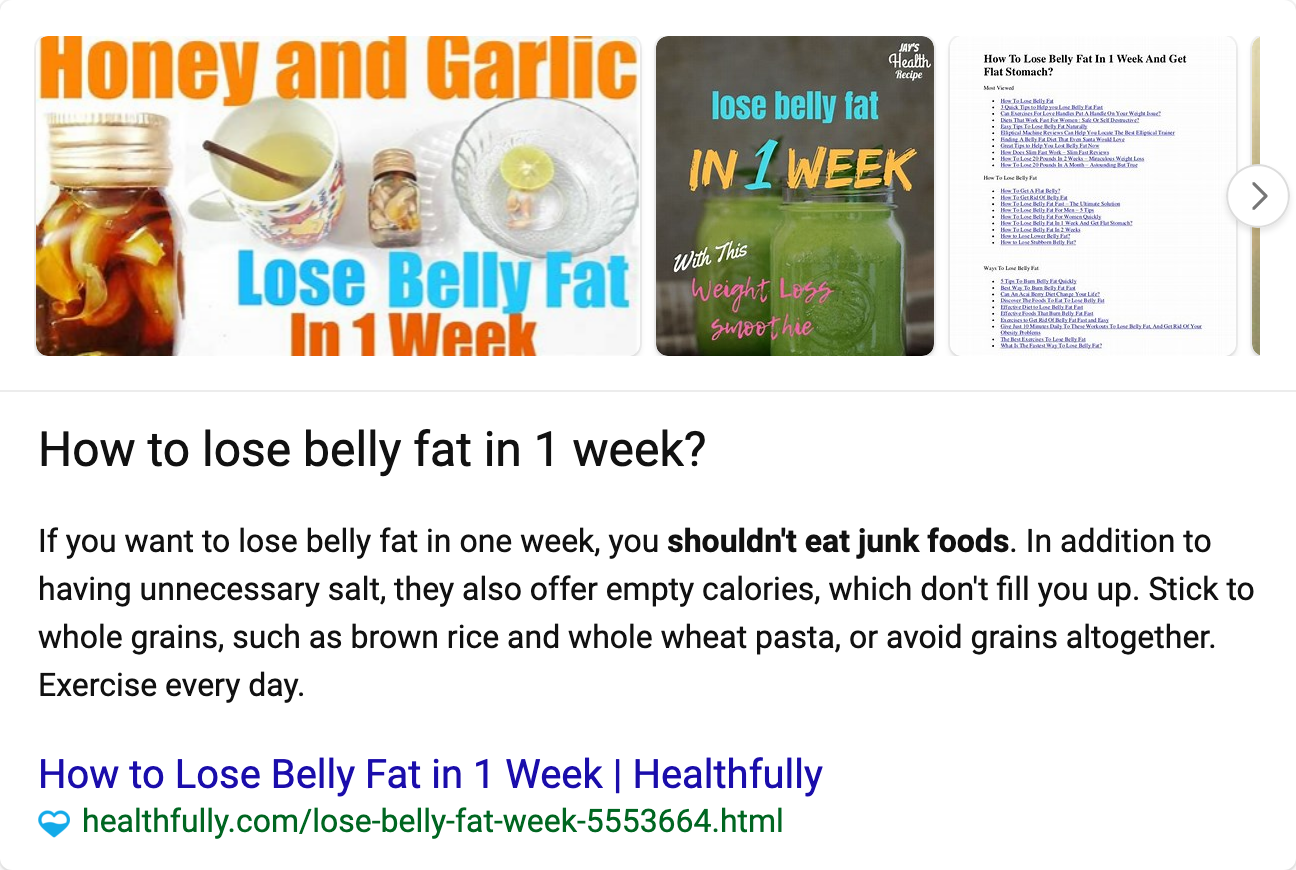 Honey and Garlic
Lose Belly Fat
In 1 Week
JAY'S
Health
Recipe
lose belly fat
IN 1 WEEK
With This
Weight Loss
smoothie
How To Lose Belly Fat In 1 Week And Get
Flat Stomach?
Most Viewed
How To Lose Belly Fat
3 Quick Tips to Help you Lose Belly Fat Fast
Can Exercises For Love Handles Put A Handle On Your Weight Issue?
Diets That Work Fast For Women : Safe Or Self Destructive?
Easy Tips To Lose Belly Fat Naturally
Elliptical Machine Reviews Can Help You Locate The Best Elliptical Trainer
Finding A Belly Fat Diet That Even Santa Would Love
Great Tips to Help You Lost Belly Fat Now
How Does Slim Fast Work – Slim Fast Reviews
How To Lose 20 Pounds In 2 Weeks – Miraculous Weight Loss
How To Lose 20 Pounds In A Month – Astounding But True
How To Lose Belly Fat
How To Get A Flat Belly?
How To Get Rid Of Belly Fat
How To Lose Belly Fat Fast – The Ultimate Solution
How To Lose Belly Fat For Men – 5 Tips
How To Lose Belly Fat For Women Quickly
How To Lose Belly Fat In 1 Week And Get Flat Stomach?
How To Lose Belly Fat In 2 Weeks
How to Lose Lower Belly Fat?
How to Lose Stubborn Belly Fat?
Ways To Lose Belly Fat
5 Tips To Burn Belly Fat Quickly
Best Way To Burn Belly Fat Fast
Can An Acai Berry Diet Change Your Life?
Discover The Foods To Eat To Lose Belly Fat
Effective Diet to Lose Belly Fat Fast
Effective Foods That Burn Belly Fat Fast
Exercises to Get Rid Of Belly Fat Fast and Easy
Give Just 10 Minutes Daily To These Workouts To Lose Belly Fat, And Get Rid Of Your
Obesity Problems
The Best Exercises To Lose Belly Fat
What Is The Fastest Way To Lose Belly Fat?
How to lose belly fat in 1 week?
If you want to lose belly fat in one week, you shouldn't eat junk foods. In addition to
having unnecessary salt, they also offer empty calories, which don't fill you up. Stick to
whole grains, such as brown rice and whole wheat pasta, or avoid grains altogether.
Exercise every day.
How to Lose Belly Fat in 1 Week | Healthfully
healthfully.com/lose-belly-fat-week-5553664.html